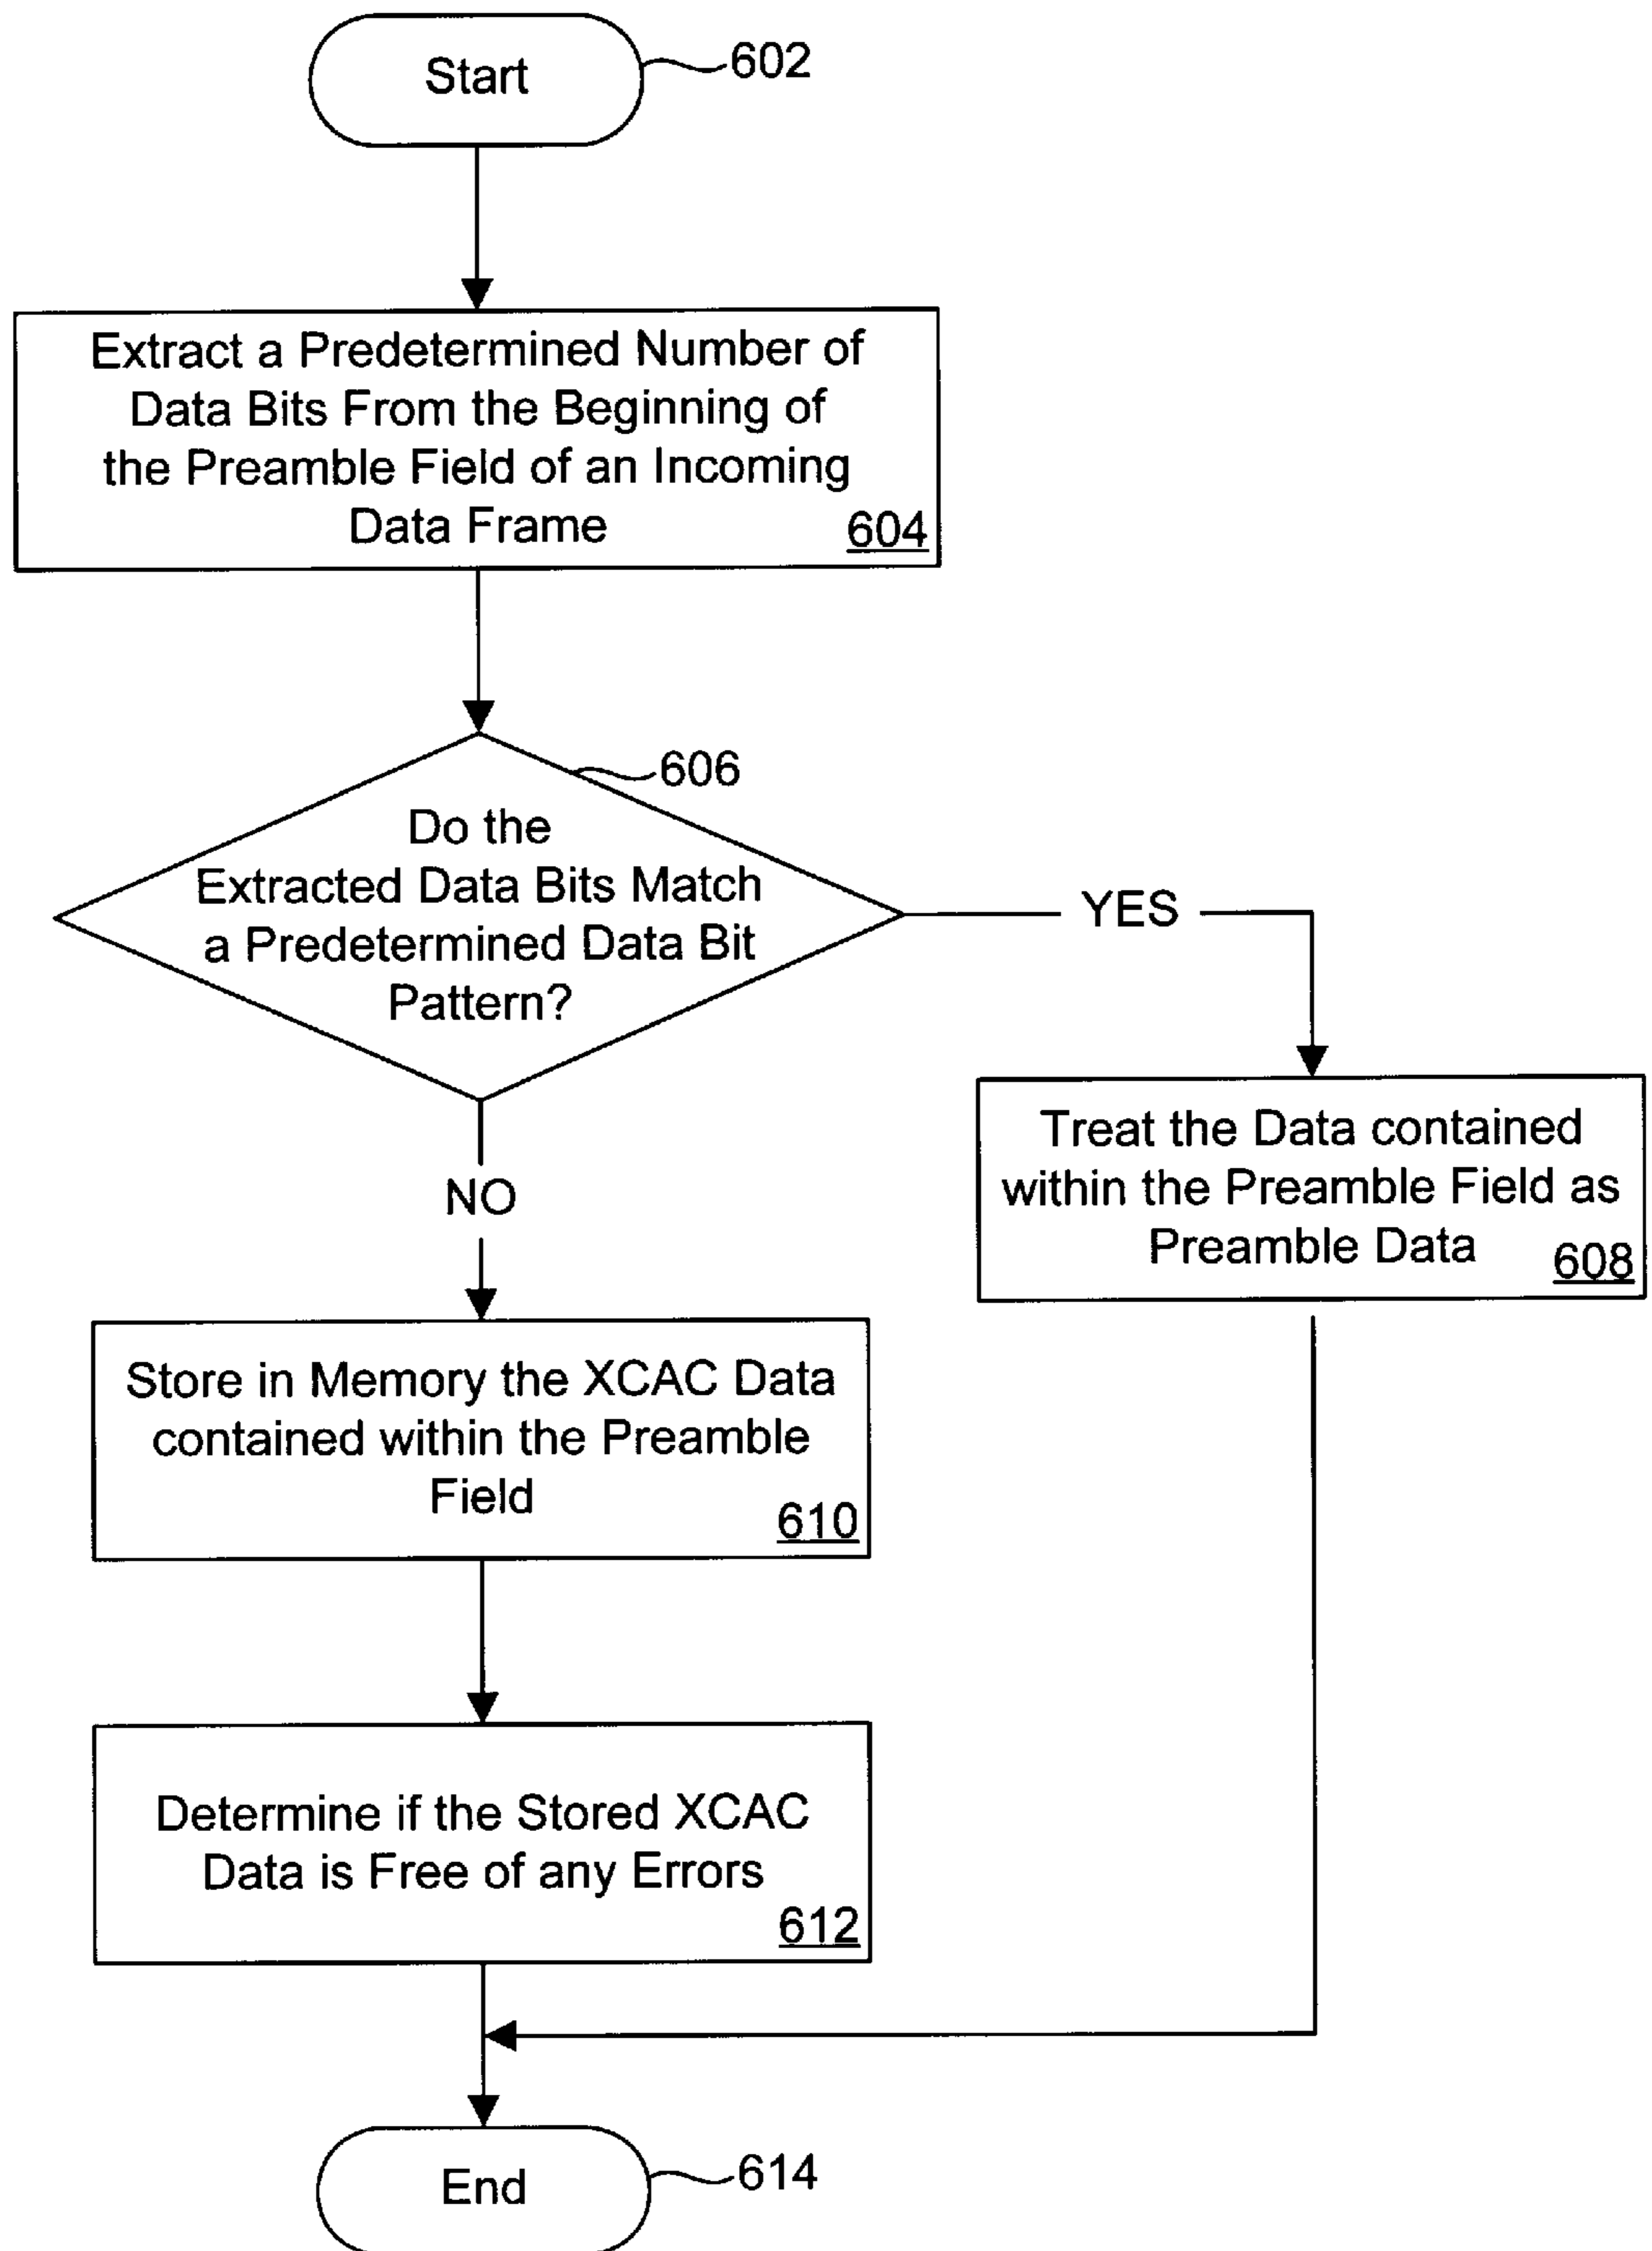 Start
602
Extract a Predetermined Number of
Data Bits From the Beginning of
the Preamble Field of an Incoming
Data Frame
604
606
Do the
Extracted Data Bits Match
a Predetermined Data Bit
Pattern?
YES
NO
Treat the Data contained
within the Preamble Field as
Preamble Data
608
Store in Memory the XCAC Data
contained within the Preamble
Field
610
Determine if the Stored XCAC
Data is Free of any Errors
612
End
614